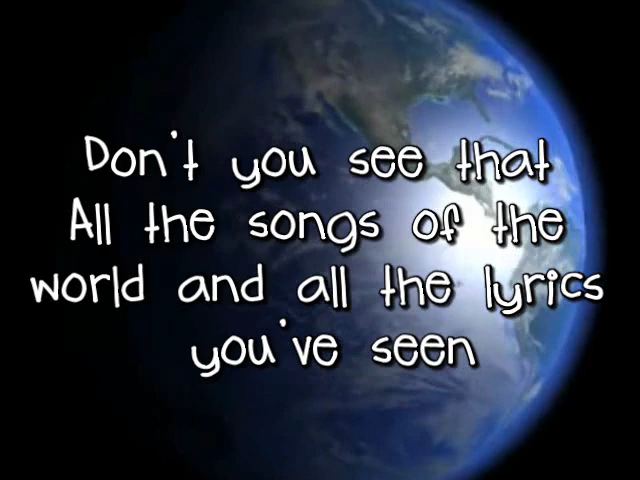 Don't you see that
All the songs of the
world and all the lyrics
you've seen